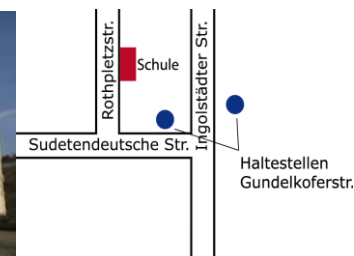 Rothpletzstr.
Schule
Ingolstädter Str.
Sudetendeutsche Str.
Haltestellen
Gundelkoferstr.